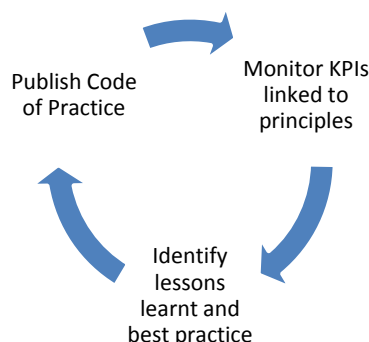 Publish Code
of Practice
Monitor KPIs
linked to
principles
Identify
lessons
learnt and
best practice